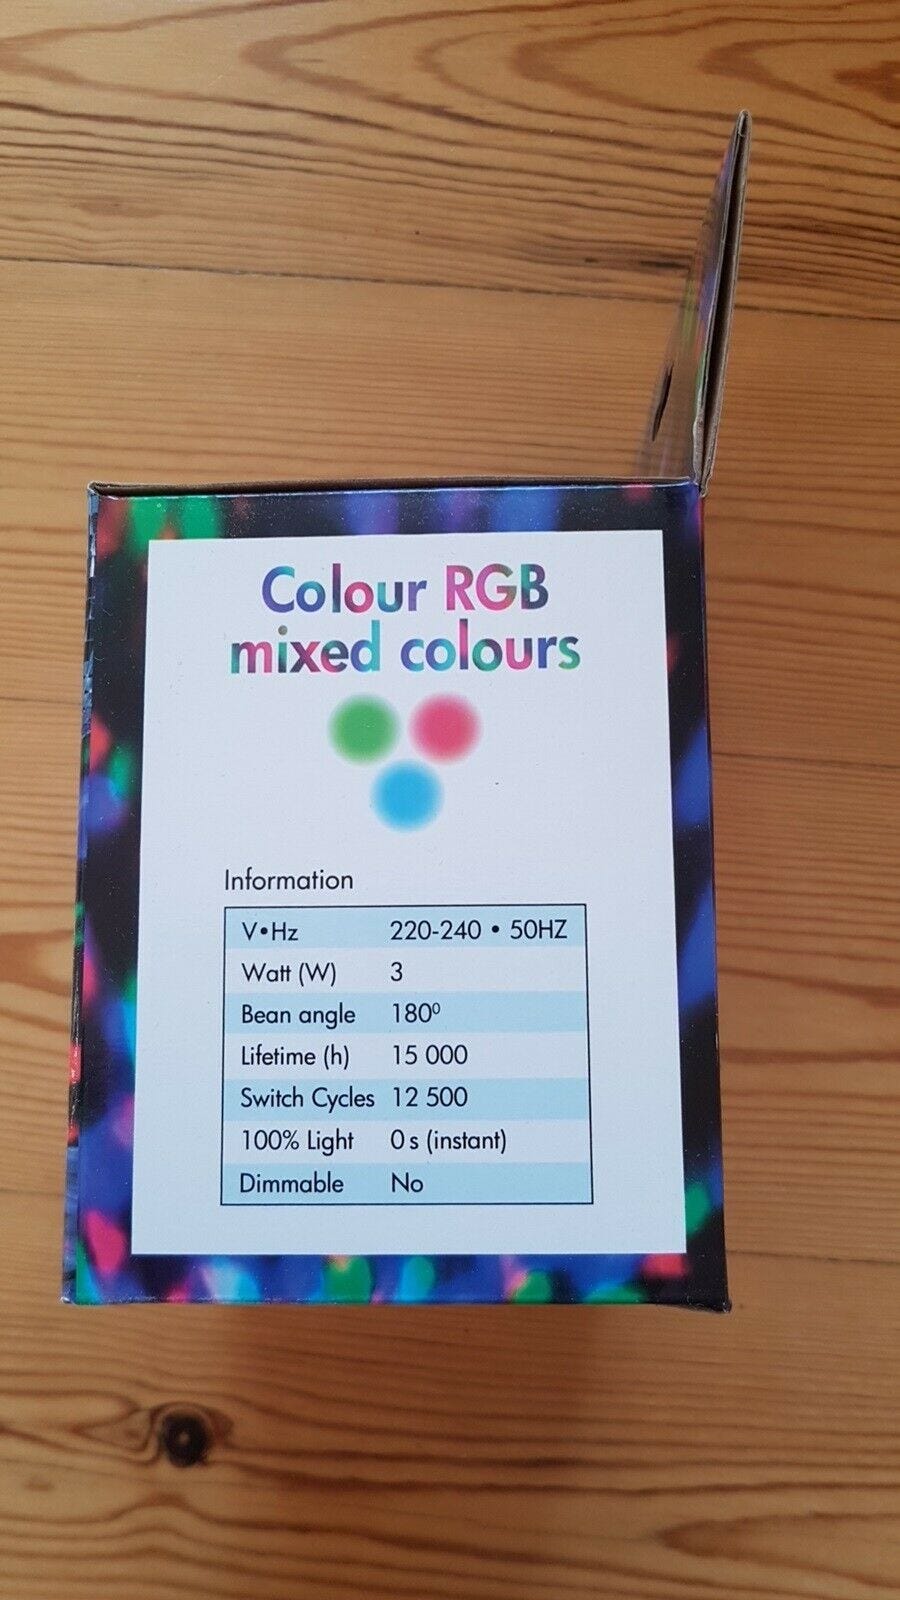 Colour RGB
mixed colours
Information
V•Hz 220-240 • 50HZ
Watt (W) 3
Bean angle 180⁰
Lifetime (h) 15 000
Switch Cycles 12 500
100% Light 0 s (instant)
Dimmable No